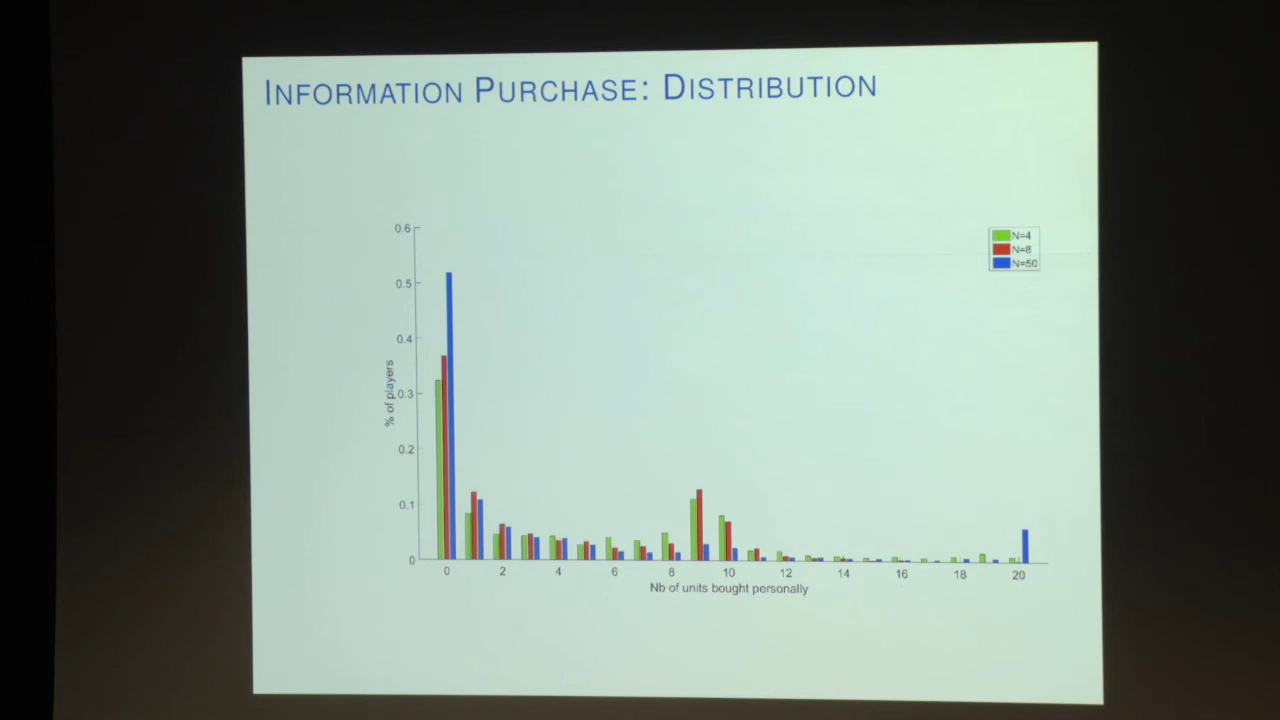 INFORMATION PURCHASE: DISTRIBUTION
0.6
0.5
0.4
0.3
0.2
0.1
0
% of players
N=4
N=8
N=50
0 2 4 6 8 10 12 14 16 18 20
Nb of units bought personally